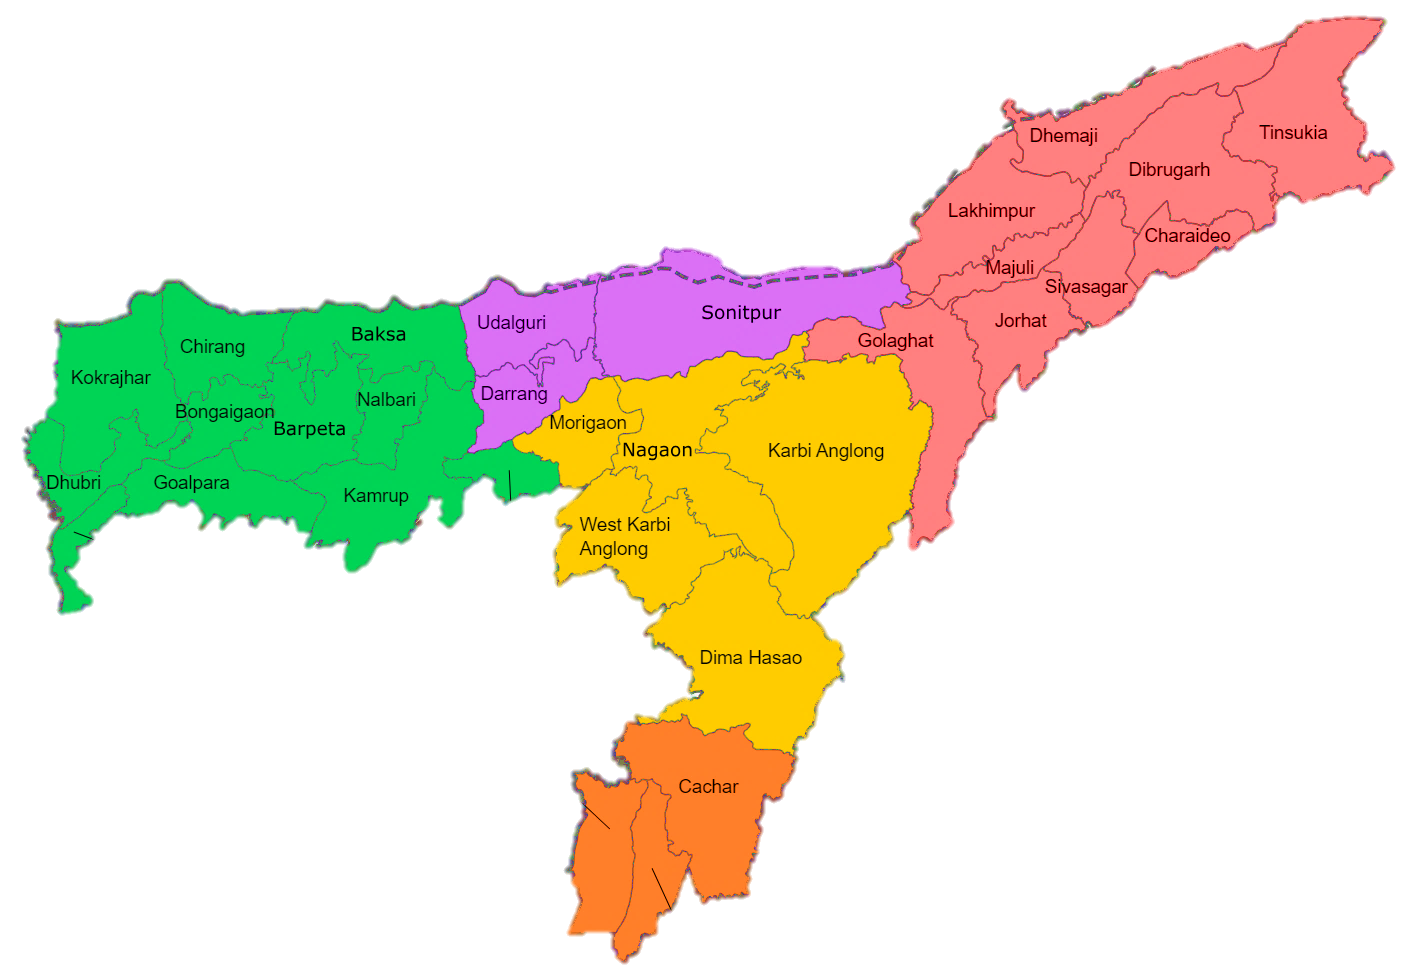 Dhemaji
Tinsukia
Dibrugarh
Lakhimpur
Charaideo
Majuli
Sivasagar
Jorhat
Golaghat
Sonitpur
Udalguri
Baksa
Chirang
Kokrajhar
Darrang
Nalbari
Bongaigaon
Barpeta
Morigaon
Nagaon
Karbi Anglong
Dhubri
Goalpara
Kamrup
West Karbi
Anglong
Dima Hasao
Cachar